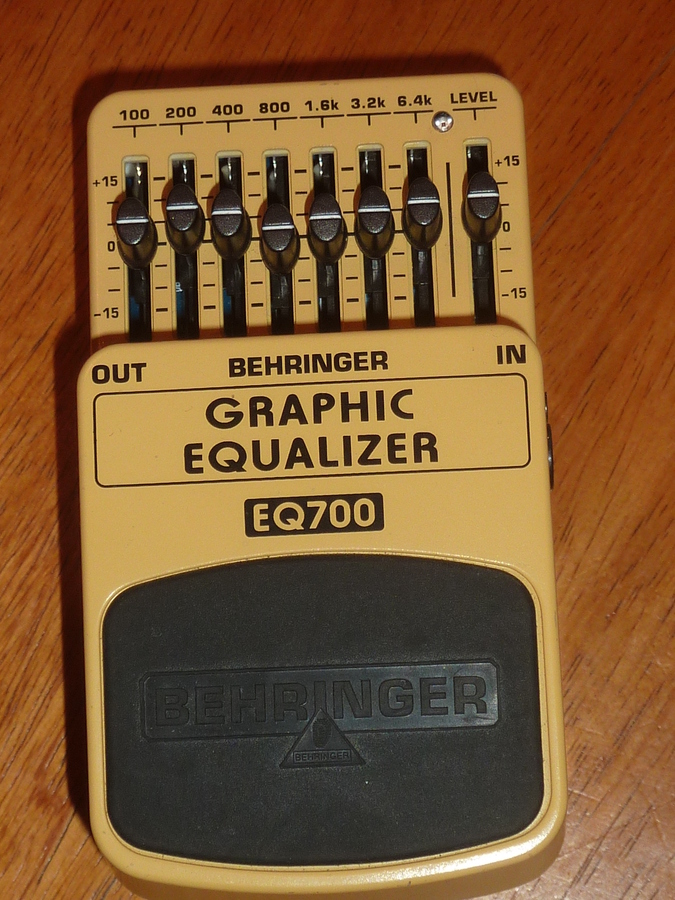 100 200 400 800 1.6k 3.2k 6.4k LEVEL
+15 +15
0 0
-15 -15
OUT BEHRINGER IN
GRAPHIC
EQUALIZER
EQ700
BEHRINGER
BEHRINGER